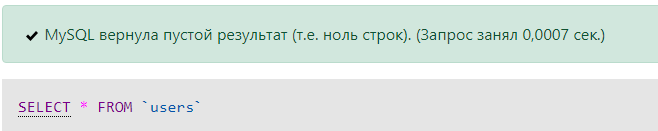 MySQL вернула пустой результат (т.е. ноль строк). (Запрос занял 0,0007 сек.)
SELECT * FROM `users`